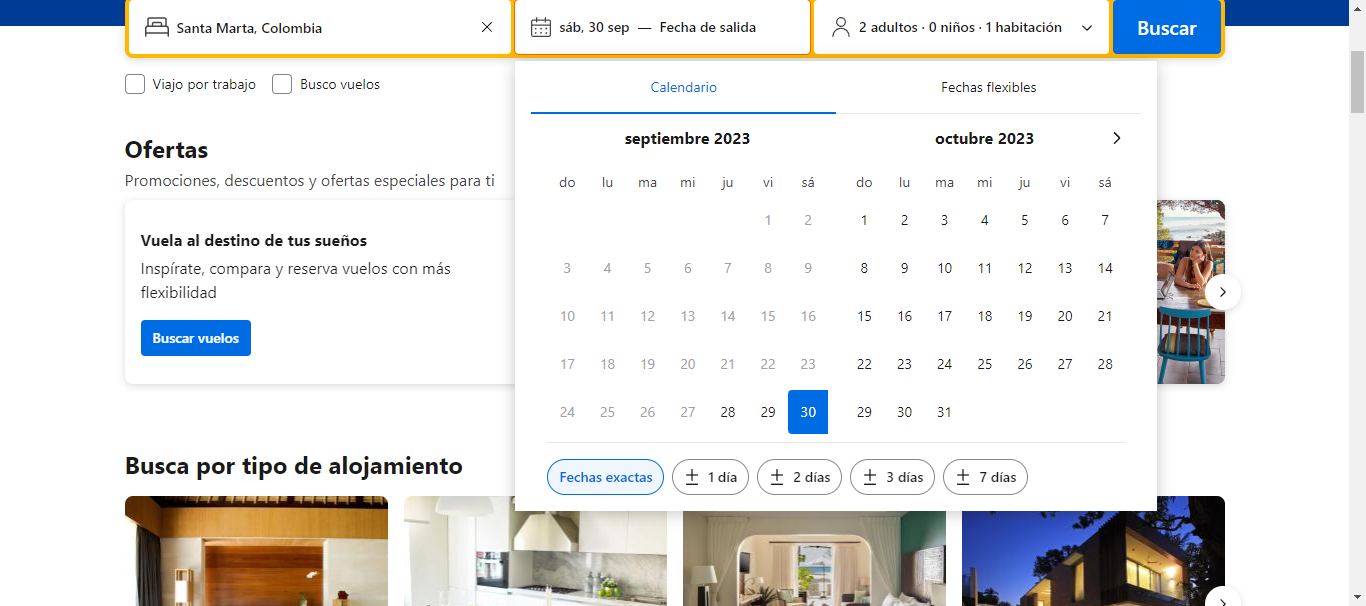 Santa Marta, Colombia
sáb, 30 sep — Fecha de salida
2 adultos · 0 niños · 1 habitación
Buscar
Viajo por trabajo
Busco vuelos
Calendario
Fechas flexibles
Ofertas
Promociones, descuentos y ofertas especiales para ti
Vuela al destino de tus sueños
Inspírate, compara y reserva vuelos con más
flexibilidad
Buscar vuelos
septiembre 2023
do lu ma mi ju vi sá
1 2
3 4 5 6 7 8 9
10 11 12 13 14 15 16
17 18 19 20 21 22 23
24 25 26 27 28 29 30
octubre 2023
do lu ma mi ju vi sá
1 2 3 4 5 6 7
8 9 10 11 12 13 14
15 16 17 18 19 20 21
22 23 24 25 26 27 28
29 30 31
Fechas exactas
± 1 día
± 2 días
± 3 días
± 7 días
Busca por tipo de alojamiento